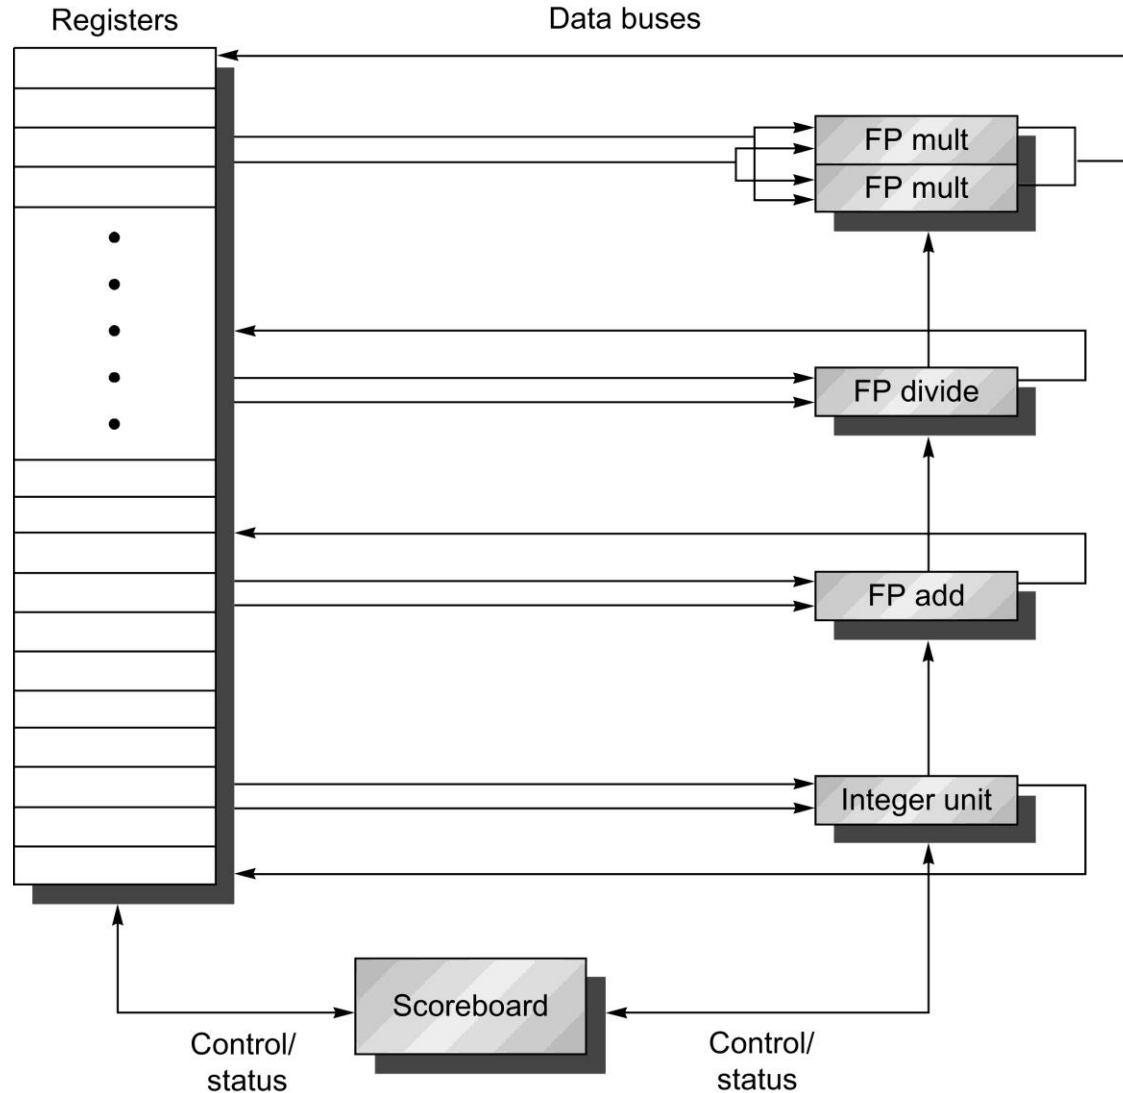 Registers
Data buses
FP mult
FP mult
FP divide
FP add
Integer unit
Scoreboard
Control/
status
Control/
status